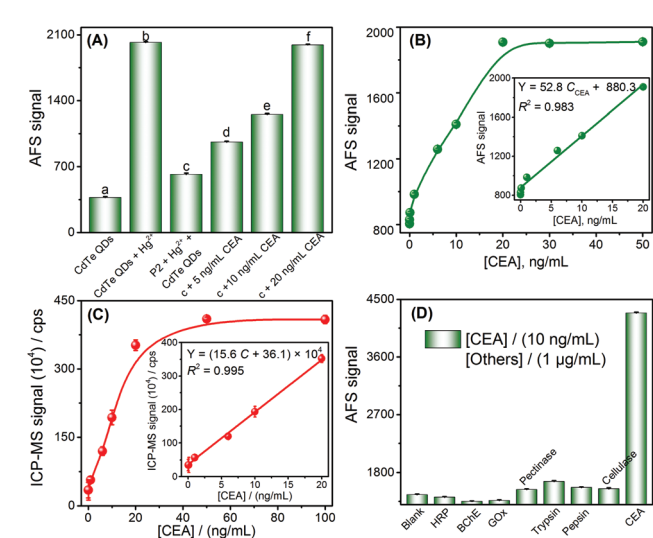 (A)
AFS signal
2100
1400
700
0
a
b
c
d
e
f
CdTe QDs
CdTe QDs + Hg²⁺
P2 + Hg²⁺ +
CdTe QDs
c + 5 ng/mL CEA
c +10 ng/mL CEA
c + 20 ng/mL CEA
(B)
AFS signal
2000
1600
1200
800
0 10 20 30 40 50
[CEA], ng/mL
Y = 52.8 C_CEA + 880.3
R² = 0.983
AFS signal
2000
1600
1200
800
0 5 10 15 20
[CEA], ng/mL
(C)
ICP-MS signal (10⁴) / cps
450
300
150
0
0 20 40 60 80 100
[CEA] / (ng/mL)
Y = (15.6 C + 36.1) × 10⁴
R² = 0.995
ICP-MS signal (10⁴) / cps
400
300
200
100
0
0 5 10 15 20
[CEA] / (ng/mL)
(D)
AFS signal
4500
3600
2700
1800
[CEA] / (10 ng/mL)
[Others] / (1 μg/mL)
Blank
HRP
BChE
GOx
Pectinase
Trypsin
Pepsin
Cellulase
CEA